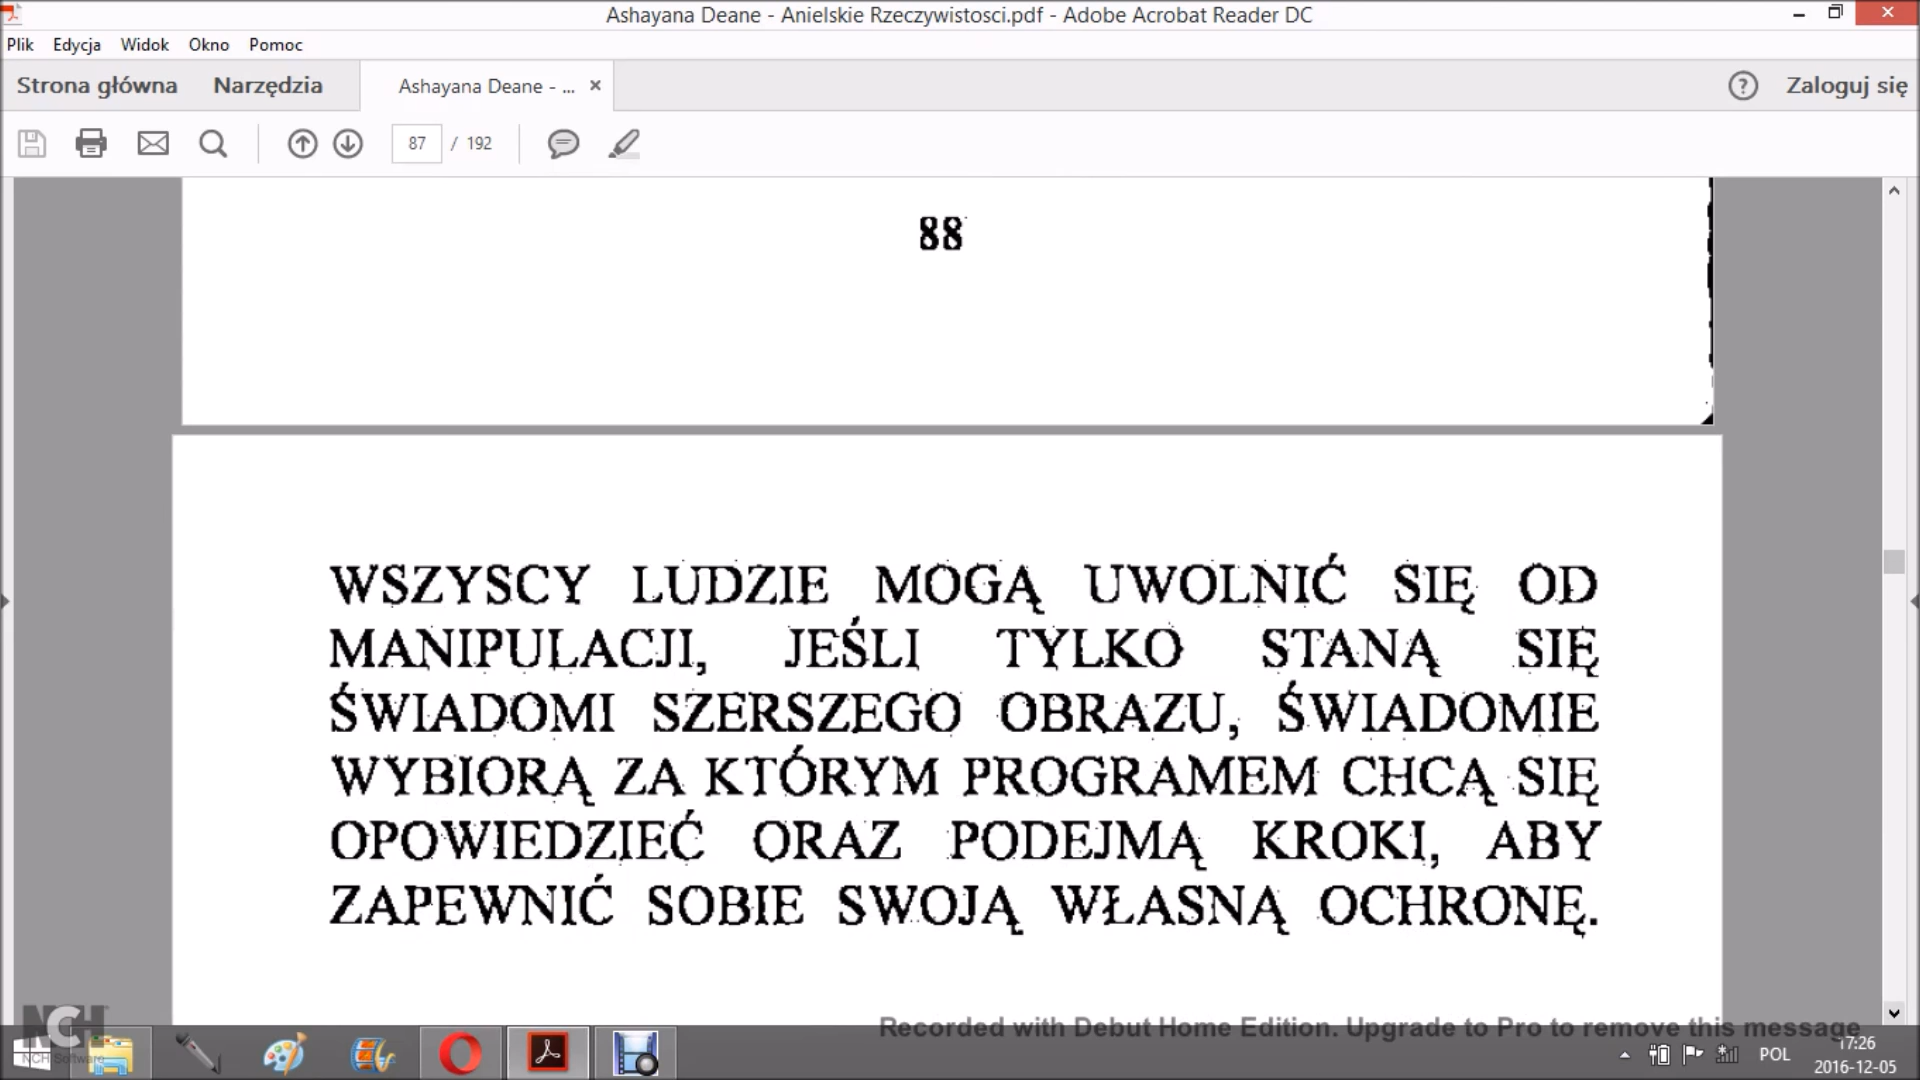 Ashayana Deane - Anielskie Rzeczywistosci.pdf - Adobe Acrobat Reader DC
Plik Edycja Widok Okno Pomoc
Strona główna Narzędzia Ashayana Deane - ... Zaloguj się
87 / 192
88
WSZYSCY LUDZIE MOGĄ UWOLNIĆ SIĘ OD
MANIPULACJI, JEŚLI TYLKO STANĄ SIĘ
ŚWIADOMI SZERSZEGO OBRAZU, ŚWIADOMIE
WYBIORĄ ZA KTÓRYM PROGRAMEM CHCĄ SIĘ
OPOWIEDZIEĆ ORAZ PODEJMĄ KROKI, ABY
ZAPEWNIĆ SOBIE SWOJĄ WŁASNĄ OCHRONĘ.
Recorded with Debut Home Edition. Upgrade to Pro to remove this message
NCH
NCH Software
POL
17:26
2016-12-05